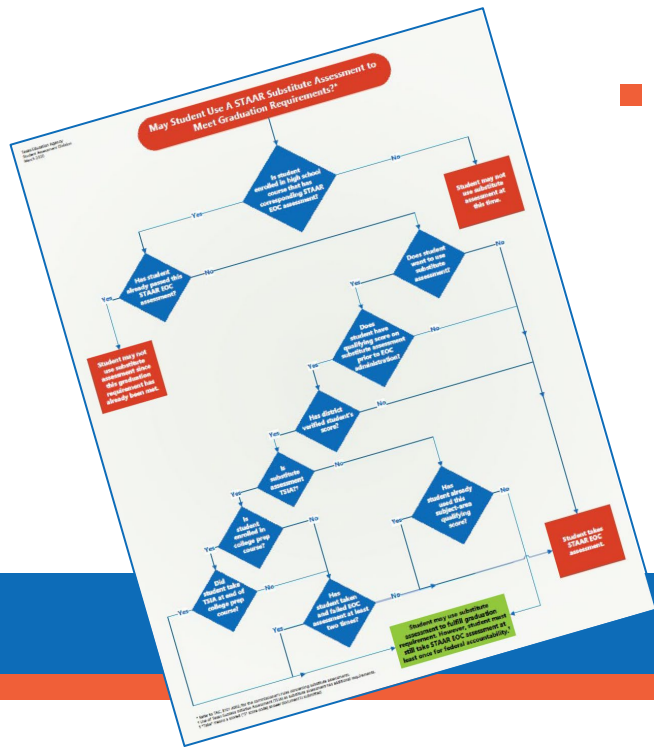 Texas Education Agency
Student Assessment Division
March 2020
May Student Use A STAAR Substitute Assessment to
Meet Graduation Requirements?*
Is student
enrolled in high school
course that has
corresponding STAAR
EOC assessment?
No
Student may not
use substitute
assessment at
this time.
Yes
Has student
already passed this
STAAR EOC
assessment?
No
Yes
Student may not
use substitute
assessment since
this graduation
requirement has
already been met.
Does student
want to use
substitute
assessment?
No
Yes
Does
student have
qualifying score on
substitute assessment
prior to EOC
administration?
No
Yes
Has district
verified student's
score?
No
Yes
Is
substitute
assessment
TSIA?†
No
Yes
Is
student
enrolled in
college prep
course?
No
Yes
Did
student take
TSIA at end of
college prep
course?
No
Yes
Has
student already
used this
subject-area
qualifying
score?
No
Yes
Has
student taken
and failed EOC
assessment at least
two times?
No
Yes
Student takes
STAAR EOC
assessment.
Student may use substitute
assessment to fulfill graduation
requirement. However, student must
still take STAAR EOC assessment at
least once for federal accountability.